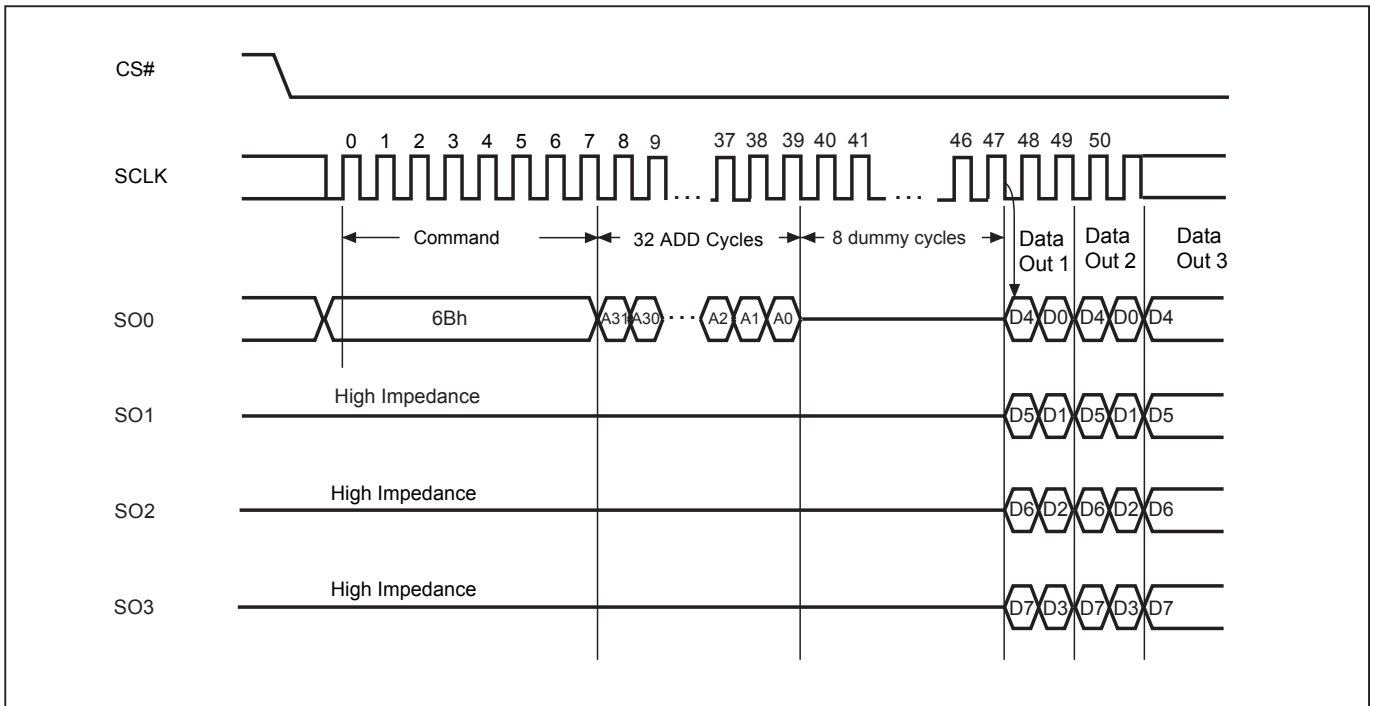 CS#
0 1 2 3 4 5 6 7 8 9 37 38 39 40 41 46 47 48 49 50
SCLK
. . . . . .
Command 32 ADD Cycles 8 dummy cycles Data Out 1 Data Out 2 Data Out 3
SO0 6Bh A31 A30 . . . A2 A1 A0 D4 D0 D4 D0 D4
High Impedance
SO1 D5 D1 D5 D1 D5
High Impedance
SO2 D6 D2 D6 D2 D6
High Impedance
SO3 D7 D3 D7 D3 D7